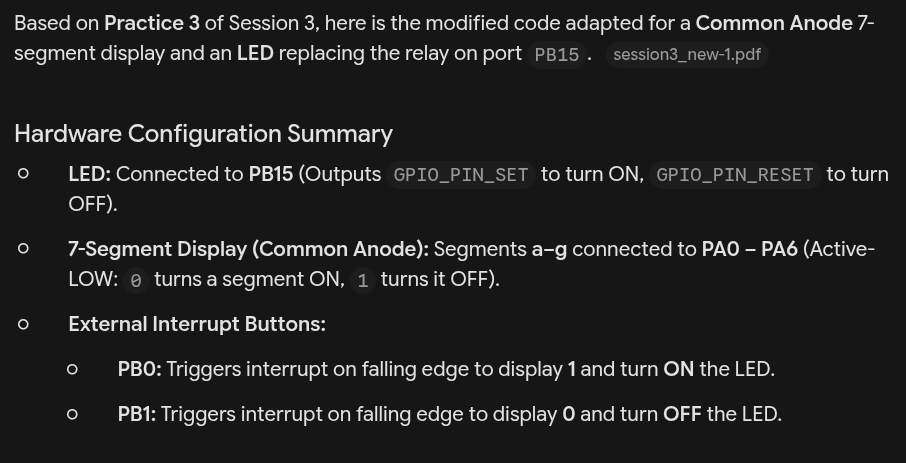 Based on Practice 3 of Session 3, here is the modified code adapted for a Common Anode 7-
segment display and an LED replacing the relay on port PB15. session3_new-1.pdf
Hardware Configuration Summary
LED: Connected to PB15 (Outputs GPIO_PIN_SET to turn ON, GPIO_PIN_RESET to turn
OFF).
7-Segment Display (Common Anode): Segments a–g connected to PA0 – PA6 (Active-
LOW: 0 turns a segment ON, 1 turns it OFF).
External Interrupt Buttons:
PB0: Triggers interrupt on falling edge to display 1 and turn ON the LED.
PB1: Triggers interrupt on falling edge to display 0 and turn OFF the LED.